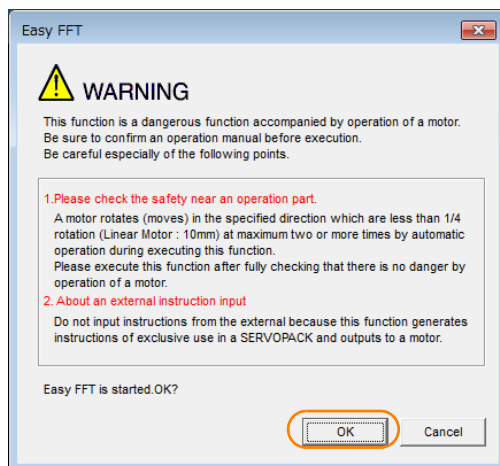 Easy FFT
WARNING
This function is a dangerous function accompanied by operation of a motor.
Be sure to confirm an operation manual before execution.
Be careful especially of the following points.
1.Please check the safety near an operation part.
A motor rotates (moves) in the specified direction which are less than 1/4
rotation (Linear Motor : 10mm) at maximum two or more times by automatic
operation during executing this function.
Please execute this function after fully checking that there is no danger by
operation of a motor.
2. About an external instruction input
Do not input instructions from the external because this function generates
instructions of exclusive use in a SERVOPACK and outputs to a motor.
Easy FFT is started.OK?
OK
Cancel